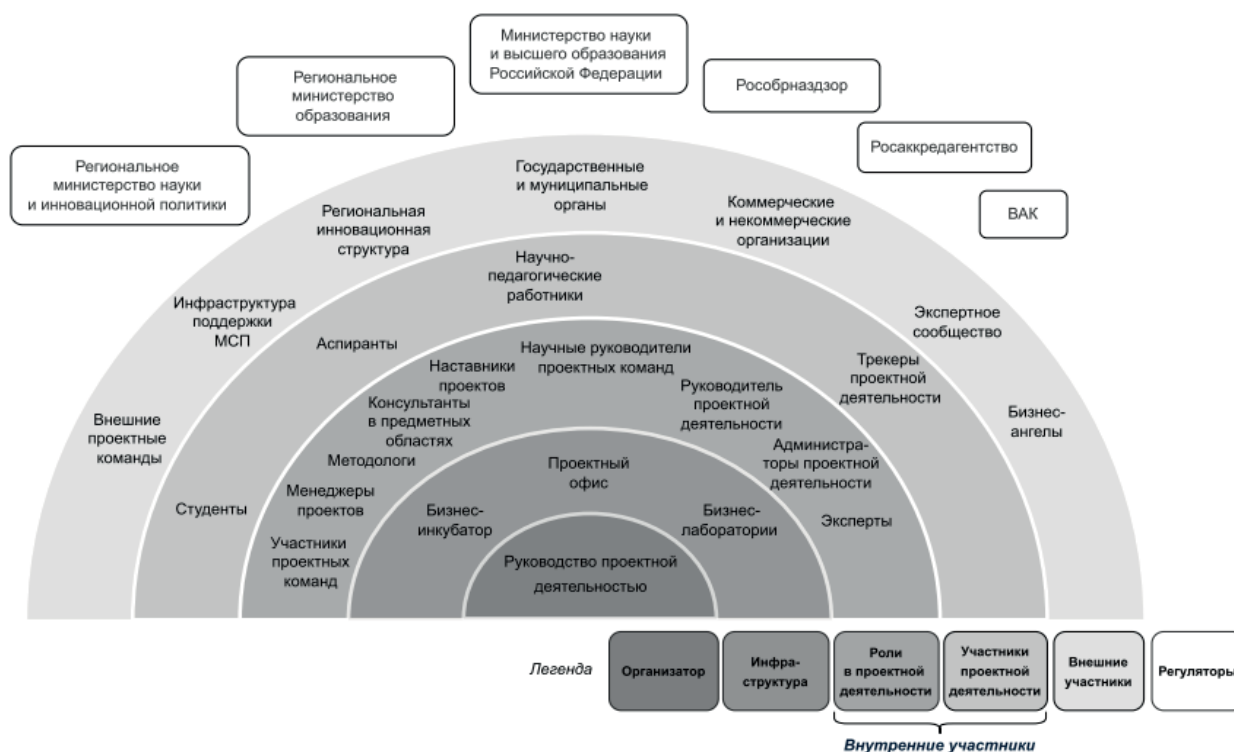 Министерство науки
и высшего образования
Российской Федерации
Региональное
министерство
образования
Рособрназдзор
Росаккредагентство
Региональное
министерство науки
и инновационной политики
ВАК
Государственные
и муниципальные
органы
Региональная
инновационная
структура
Коммерческие
и некоммерческие
организации
Инфраструктура
поддержки
МСП
Экспертное
сообщество
Внешние
проектные
команды
Бизнес-
ангелы
Научно-
педагогические
работники
Аспиранты
Трекеры
проектной
деятельности
Студенты
Научные руководители
проектных команд
Наставники
проектов
Консультанты
в предметных
областях
Методологи
Менеджеры
проектов
Участники
проектных
команд
Руководитель
проектной
деятельности
Администра-
торы проектной
деятельности
Эксперты
Проектный
офис
Бизнес-
инкубатор
Бизнес-
лаборатории
Руководство проектной
деятельностью
Легенда
Организатор
Инфра-
структура
Роли
в проектной
деятельности
Участники
проектной
деятельности
Внешние
участники
Регуляторы
Внутренние участники